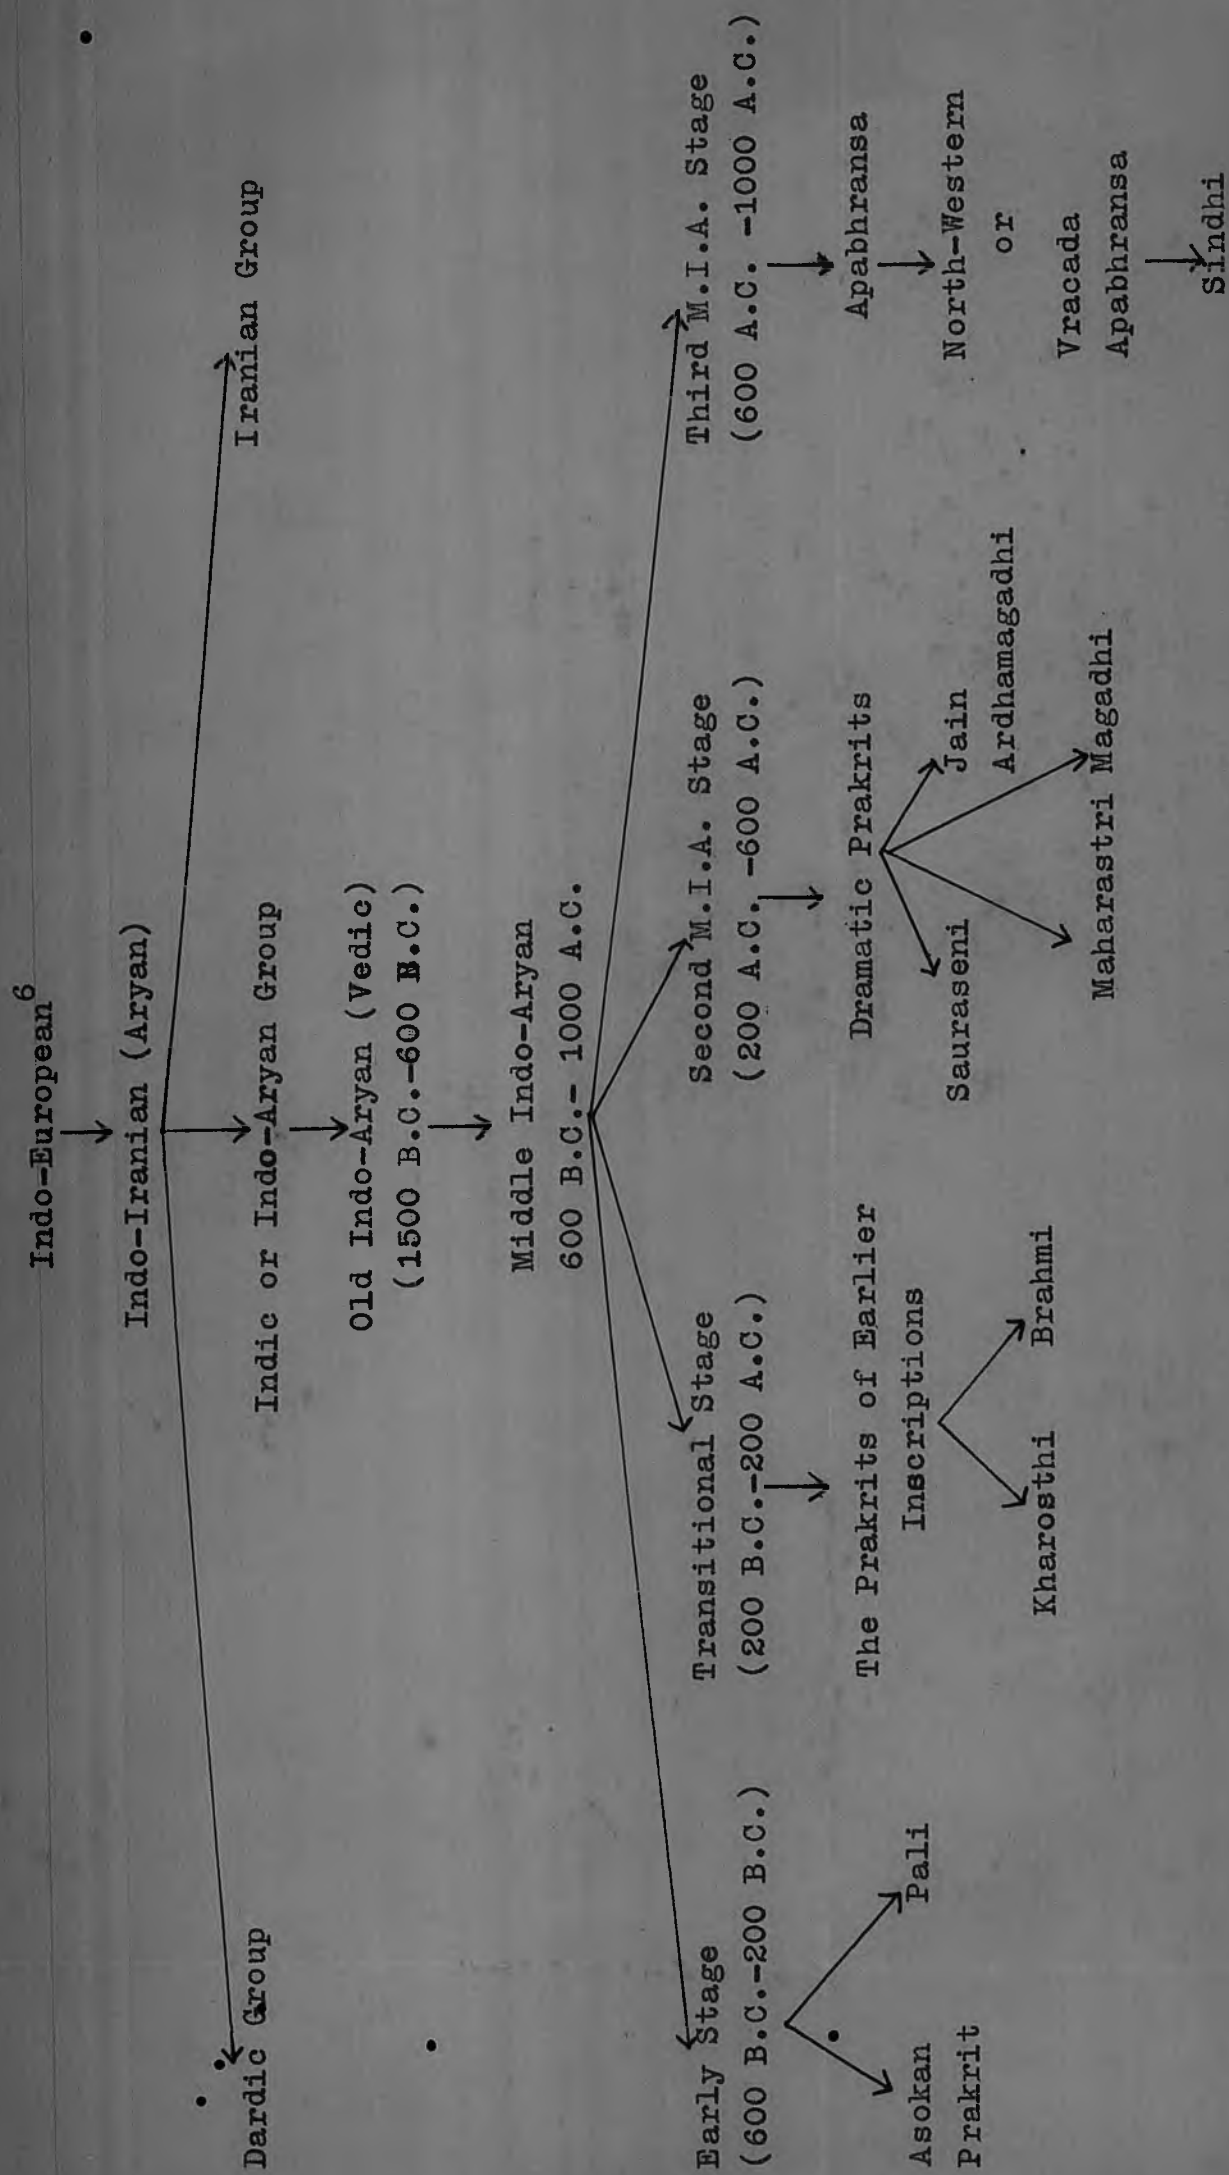 Indo-European6
Indo-Iranian (Aryan)
Dardic Group
Indic or Indo-Aryan Group
Iranian Group
Old Indo-Aryan (Vedic)
(1500 B.C.-600 B.C.)
Middle Indo-Aryan
600 B.C.- 1000 A.C.
Early Stage
(600 B.C.-200 B.C.)
Asokan
Prakrit
Pali
Transitional Stage
(200 B.C.-200 A.C.)
The Prakrits of Earlier
Inscriptions
Kharosthi
Brahmi
Second M.I.A. Stage
(200 A.C. -600 A.C.)
Dramatic Prakrits
Sauraseni
Jain
Ardhamagadhi
Maharastri Magadhi
Third M.I.A. Stage
(600 A.C. -1000 A.C.)
Apabhransa
North-Western
or
Vracada
Apabhransa
Sindhi